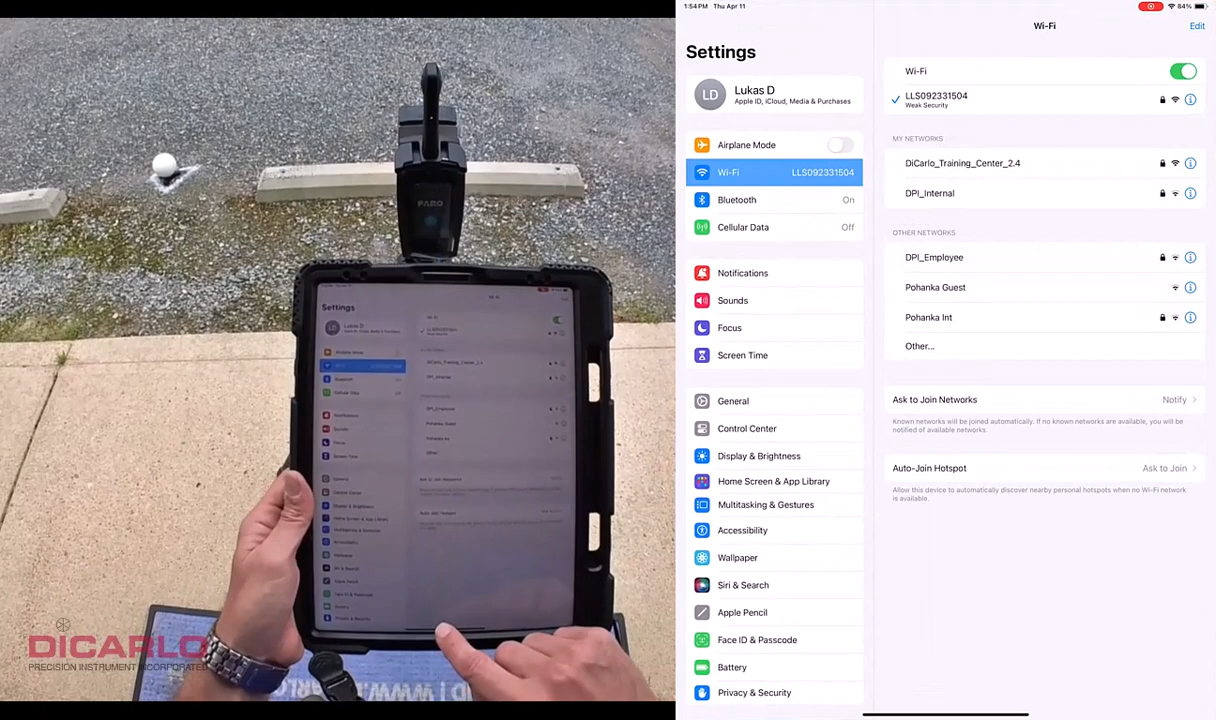 FARO
DICARLO
PRECISION INSTRUMENT INCORPORATED
1:54 PM Thu Apr 11
84%
Settings
LD
Lukas D
Apple ID, iCloud, Media & Purchases
Airplane Mode
Wi-Fi LLS092331504
Bluetooth On
Cellular Data Off
Notifications
Sounds
Focus
Screen Time
General
Control Center
Display & Brightness
Home Screen & App Library
Multitasking & Gestures
Accessibility
Wallpaper
Siri & Search
Apple Pencil
Face ID & Passcode
Battery
Privacy & Security
Wi-Fi
Edit
Wi-Fi
LLS092331504
Weak Security
MY NETWORKS
DiCarlo_Training_Center_2.4
DPI_Internal
OTHER NETWORKS
DPI_Employee
Pohanka Guest
Pohanka Int
Other...
Ask to Join Networks Notify
Known networks will be joined automatically. If no known networks are available, you will be
notified of available networks.
Auto-Join Hotspot Ask to Join
Allow this device to automatically discover nearby personal hotspots when no Wi-Fi network
is available.